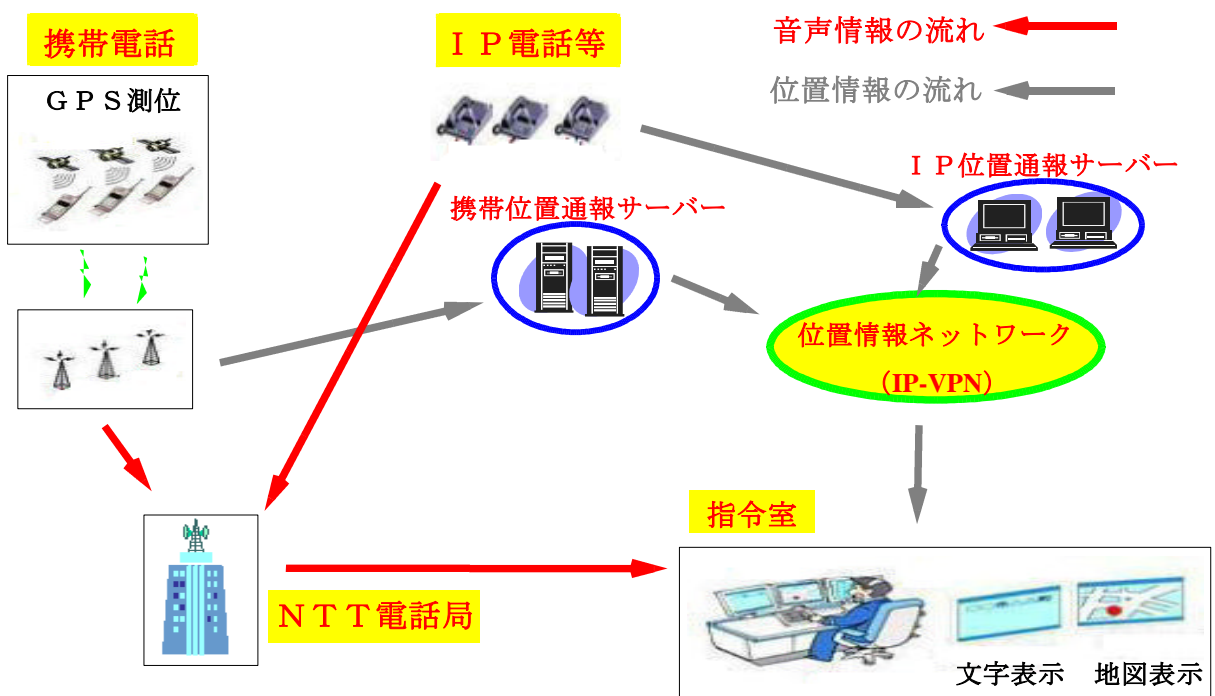 携帯電話
ＩＰ電話等
音声情報の流れ
位置情報の流れ
ＧＰＳ測位
ＩＰ位置通報サーバー
携帯位置通報サーバー
位置情報ネットワーク
（IP-VPN）
指令室
ＮＴＴ電話局
文字表示
地図表示